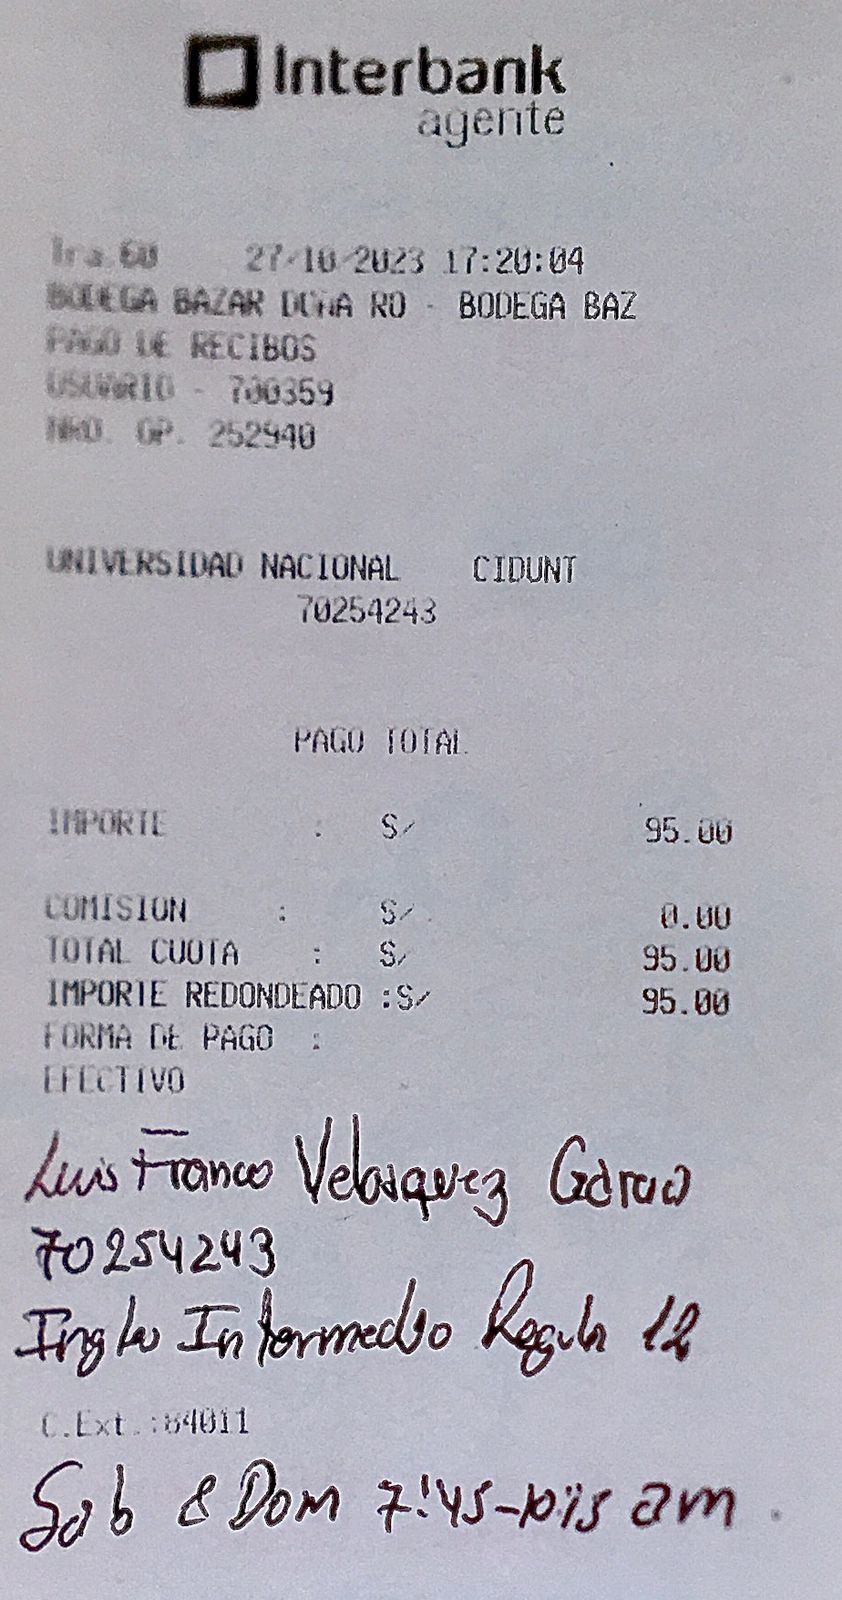 Interbank
agente
Tra.60 27/10/2023 17:20:04
BODEGA BAZAR DOÑA RO - BODEGA BAZ
PAGO DE RECIBOS
USUARIO - 700359
NRO. OP. 252940
UNIVERSIDAD NACIONAL CIDUNT
70254243
PAGO TOTAL
IMPORTE : S/ 95.00
COMISION : S/ 0.00
TOTAL CUOTA : S/ 95.00
IMPORTE REDONDEADO :S/ 95.00
FORMA DE PAGO :
EFECTIVO
Luis Franco Velasquez Garcia
70254243
Ingles Intermedio Regular 12
C.Ext.:84011
Sab & Dom 7:45-10:15 am.